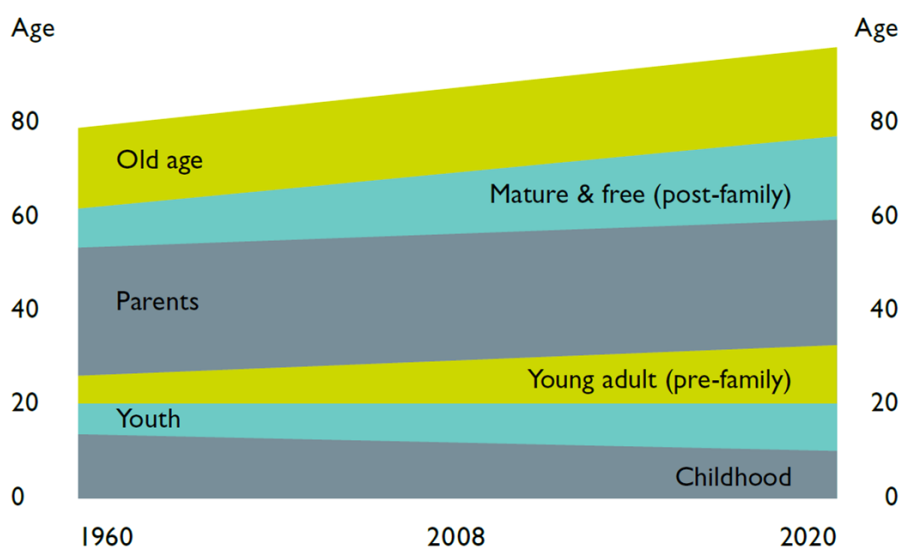 Age Age
80 80
Old age
Mature & free (post-family)
60 60
Parents
40 40
Young adult (pre-family)
20 20
Youth
Childhood
0 0
1960 2008 2020